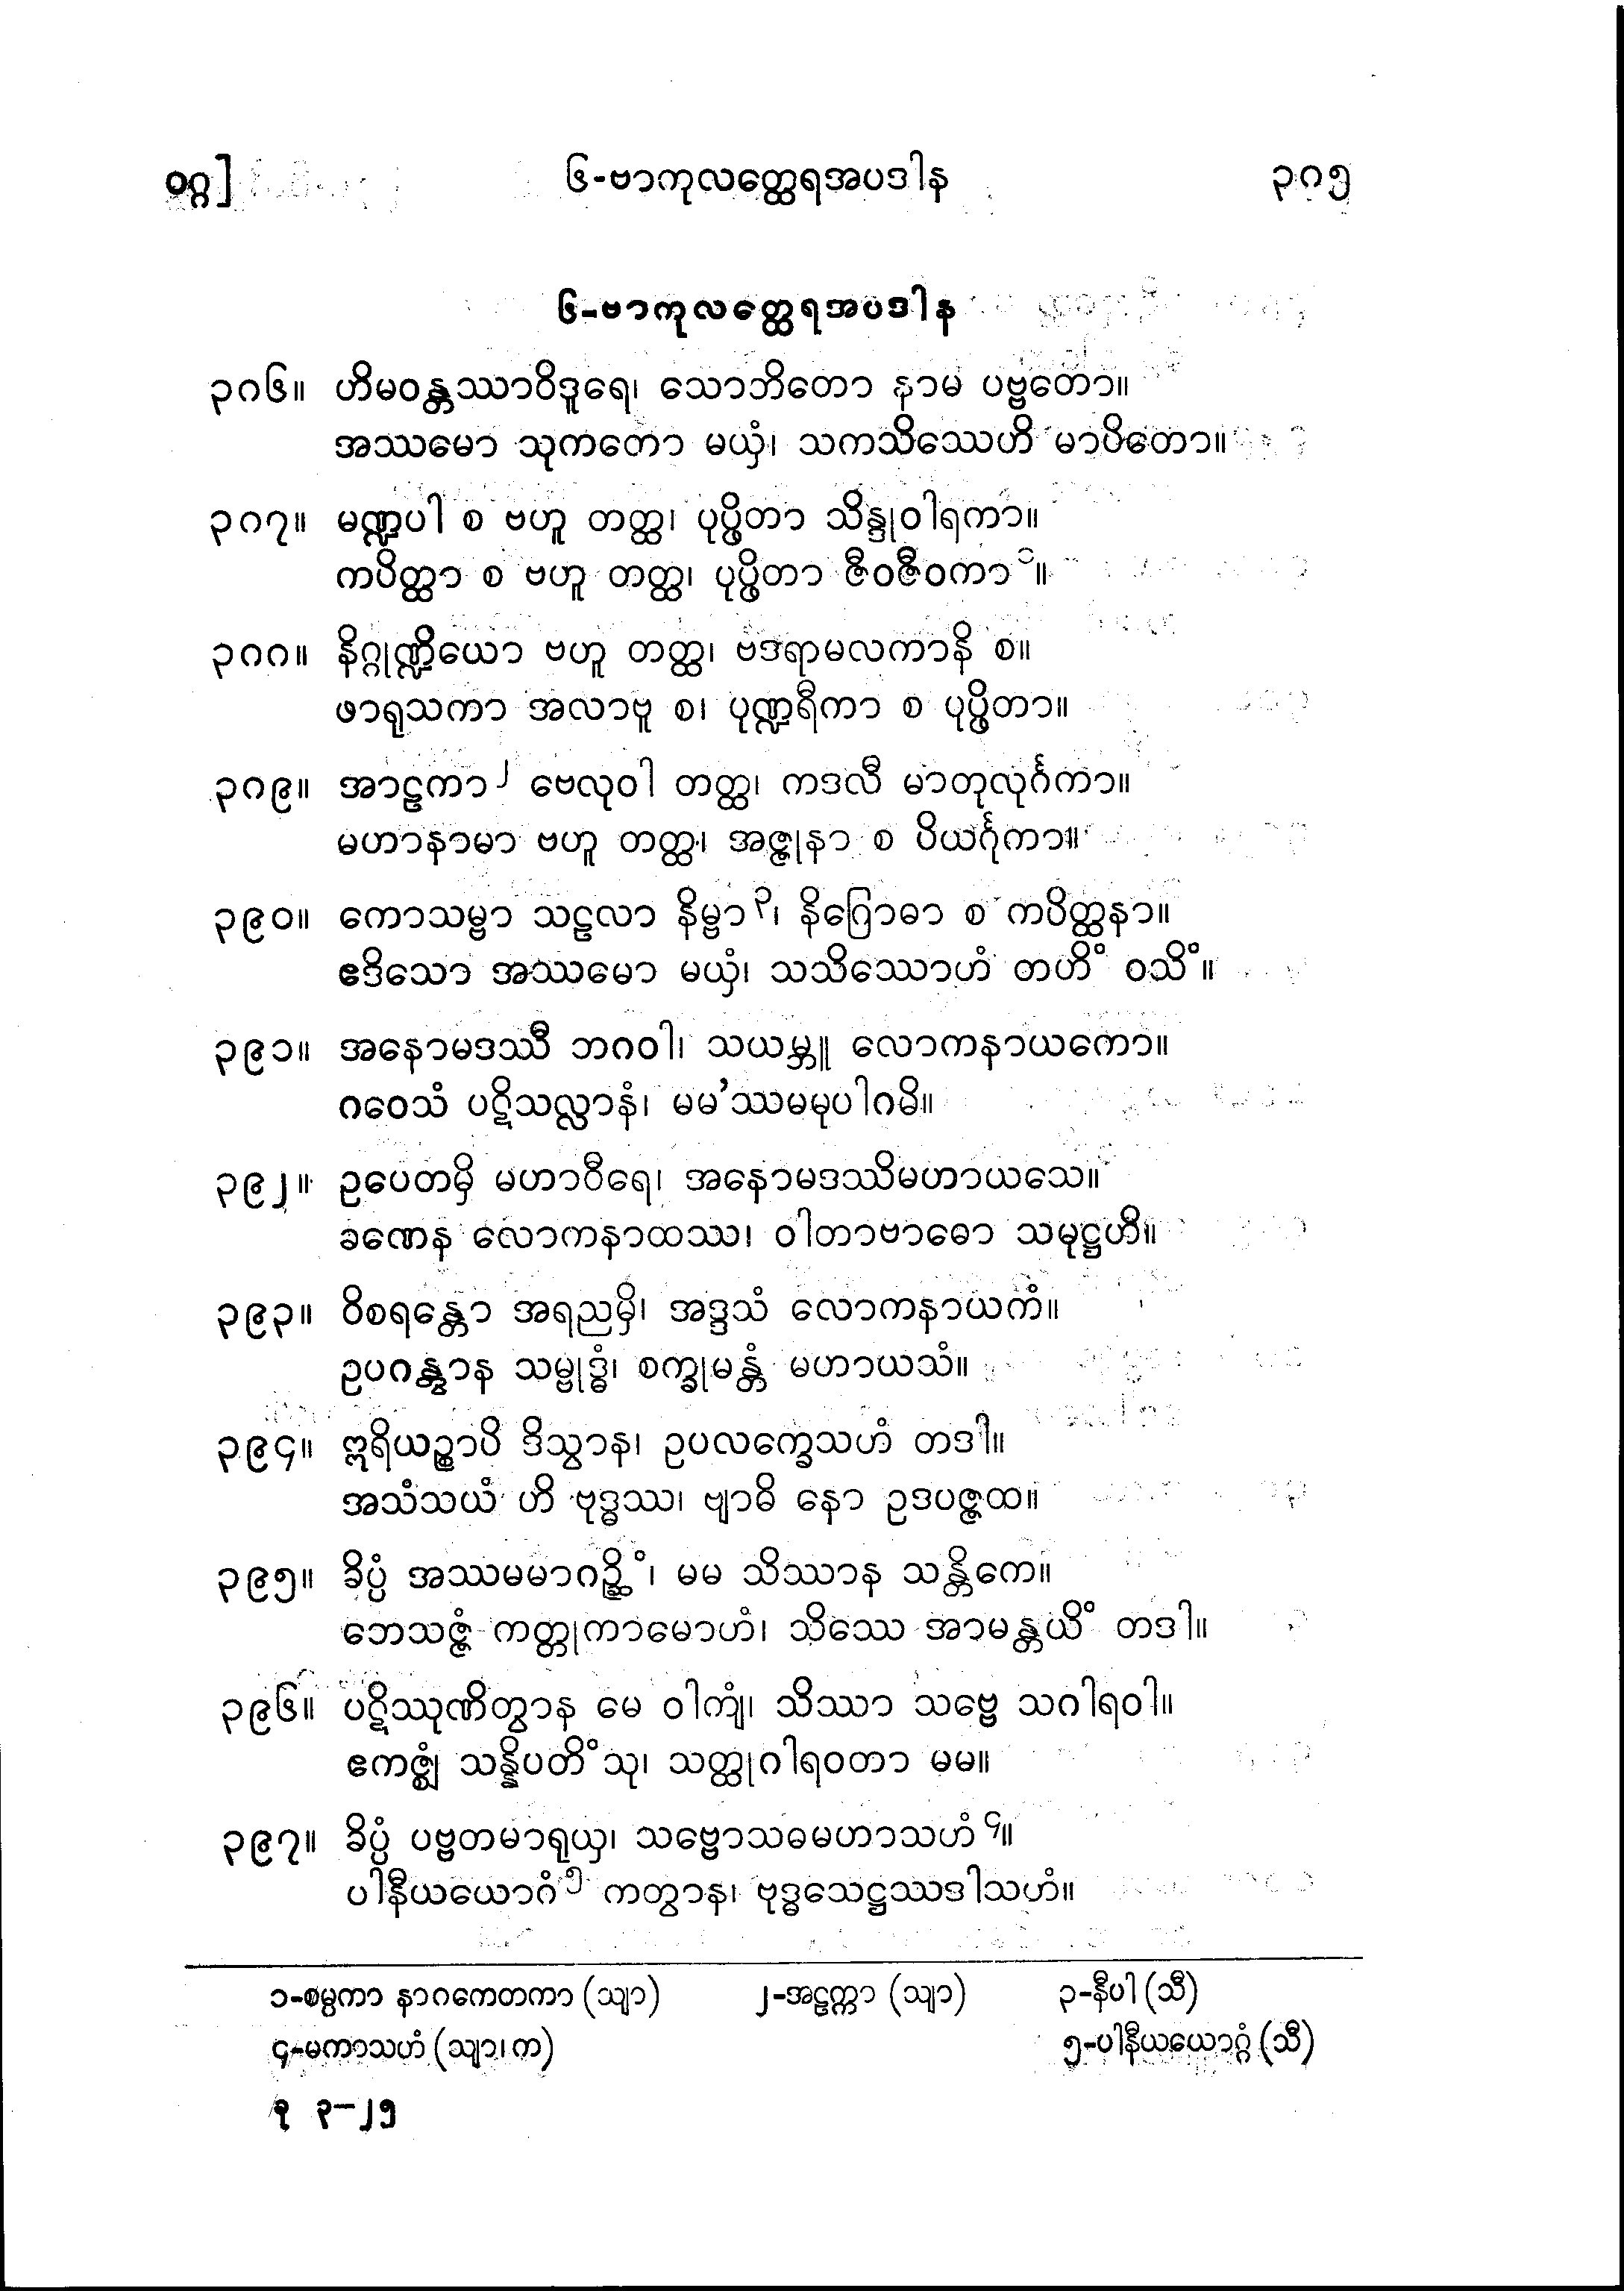 ၀ဂ္ဂ]
၆-ဗာကုလတ္ထေရအပဒါန
၃၈၅
၆-ဗာကုလတ္ထေရအပဒါန
၃၈၆။ ဟိမဝန္တဿာဝိဒူရေ၊ သောဘိတော နာမ ပဗ္ဗတော။
အဿမော သုကတော မယှံ၊ သကသိဿေဟိ မာပိတော။
၃၈၇။ မဏ္ဍပါ စ ဗဟူ တတ္ထ၊ ပုပ္ဖိတာ သိန္ဒုဝါရကာ။
ကပိတ္ထာ စ ဗဟူ တတ္ထ၊ ပုပ္ဖိတာ ဇီဝဇီဝကာ ၁။
၃၈၈။ နိဂ္ဂုဏ္ဍိယော ဗဟူ တတ္ထ၊ ဗဒရာမလကာနိ စ။
ဖာရုသကာ အလာဗူ စ၊ ပုဏ္ဍရီကာ စ ပုပ္ဖိတာ။
၃၈၉။ အာဠကာ ၂ ဗေလုဝါ တတ္ထ၊ ကဒလီ မာတုလုင်္ဂကာ။
မဟာနာမာ ဗဟူ တတ္ထ၊ အဇ္ဇုနာ စ ပိယင်္ဂုကာ။
၃၉၀။ ကောသမ္ဗာ သဠလာ နိမ္ဗာ ၃၊ နိဂြောဓာ စ ကပိတ္ထနာ။
ဧဒိသော အဿမော မယှံ၊ သသိဿောဟံ တဟိံ ဝသိံ။
၃၉၁။ အနောမဒဿီ ဘဂဝါ၊ သယမ္ဘူ လောကနာယကော။
ဂဝေသံ ပဋိသလ္လာနံ၊ မမ’ဿမမုပါဂမိ။
၃၉၂။ ဥပေတမှိ မဟာဝီရေ၊ အနောမဒဿိမဟာယသေ။
ခဏေန လောကနာထဿ၊ ဝါတာဗာဓော သမုဋ္ဌဟိ။
၃၉၃။ ဝိစရန္တော အရညမှိ၊ အဒ္ဒသံ လောကနာယကံ။
ဥပဂန္တွာန သမ္ဗုဒ္ဓံ၊ စက္ခုမန္တံ မဟာယသံ။
၃၉၄။ ဣရိယဉ္စာပိ ဒိသွာန၊ ဥပလက္ခေသဟံ တဒါ။
အသံသယံ ဟိ ဗုဒ္ဓဿ၊ ဗျာဓိ နော ဥဒပဇ္ဇထ။
၃၉၅။ ခိပ္ပံ အဿမမာဂဉ္ဆိံ၊ မမ သိဿာန သန္တိကေ။
ဘေသဇ္ဇံ ကတ္တုကာမောဟံ၊ သိဿေ အာမန္တယိံ တဒါ။
၃၉၆။ ပဋိဿုဏိတွာန မေ ဝါကျံ၊ သိဿာ သဗ္ဗေ သဂါရဝါ။
ဧကဇ္ဈံ သန္နိပတိံသု၊ သတ္ထုဂါရဝတာ မမ။
၃၉၇။ ခိပ္ပံ ပဗ္ဗတမာရုယှ၊ သဗ္ဗောသဓမဟာသဟံ ၄။
ပါနီယယောဂံ ၅ ကတွာန၊ ဗုဒ္ဓသေဋ္ဌဿဒါသဟံ။
၁-စမ္ပကာ နာဂကေတကာ (သျာ) ၂-အဠက္ကာ (သျာ) ၃-နီပါ (သီ)
၄-မကာသဟံ (သျာ၊ က) ၅-ပါနီယယောဂ္ဂံ (သီ)
ခု ၃-၂၅